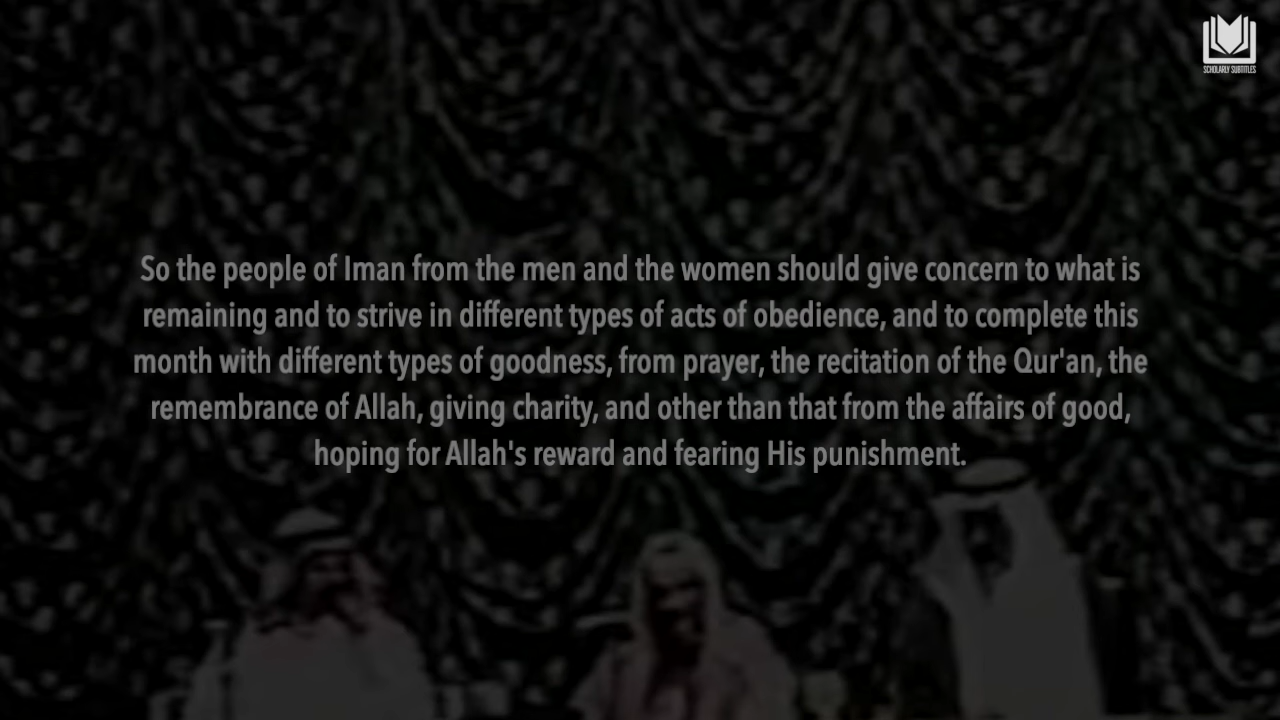 SCHOLARLY SUBTITLES
So the people of Iman from the men and the women should give concern to what is
remaining and to strive in different types of acts of obedience, and to complete this
month with different types of goodness, from prayer, the recitation of the Qur'an, the
remembrance of Allah, giving charity, and other than that from the affairs of good,
hoping for Allah's reward and fearing His punishment.